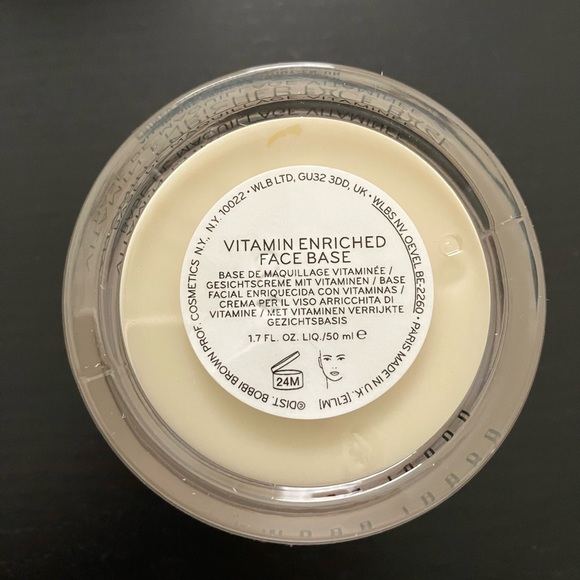 VITAMIN ENRICHED
FACE BASE
BASE DE MAQUILLAGE VITAMINÉE /
GESICHTSCREME MIT VITAMINEN / BASE
FACIAL ENRIQUECIDA CON VITAMINAS /
CREMA PER IL VISO ARRICCHITA DI
VITAMINE / MET VITAMINEN VERRIJKTE
GEZICHTSBASIS
1.7 FL. OZ. LIQ./50 ml ℮
24M
©DIST. BOBBI BROWN PROF. COSMETICS N.Y., N.Y. 10022 • WLB LTD, GU32 3DD, UK • WLBS NV, OEVEL BE-2260 • PARIS MADE IN U.K. [E1LM]